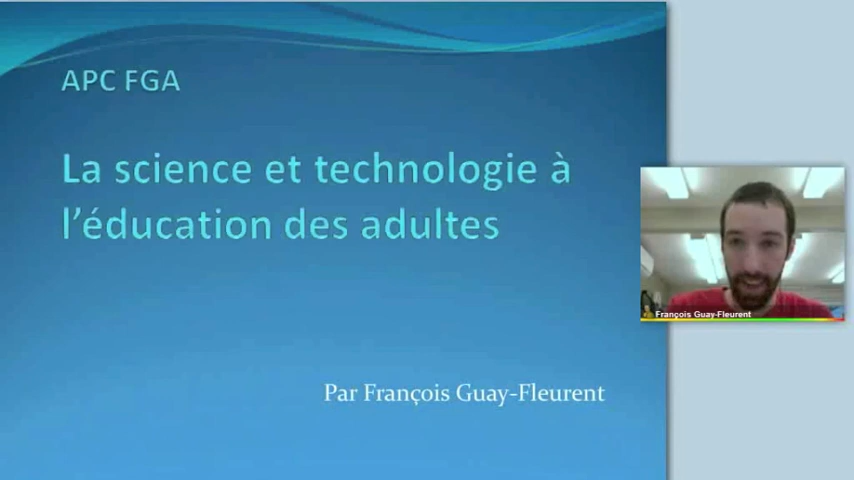 APC FGA
La science et technologie à
l'éducation des adultes
François Guay-Fleurent
Par François Guay-Fleurent